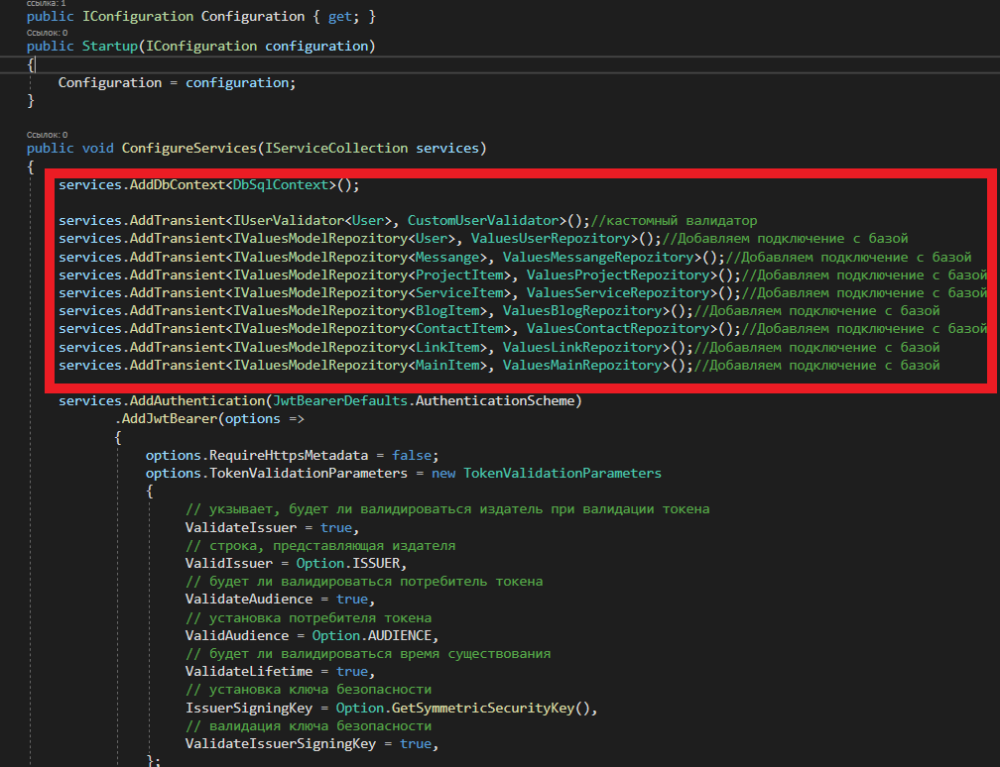 ссылка: 1
public IConfiguration Configuration { get; }
Ссылок: 0
public Startup(IConfiguration configuration)
{
Configuration = configuration;
}
Ссылок: 0
public void ConfigureServices(IServiceCollection services)
{
services.AddDbContext<DbSqlContext>();
services.AddTransient<IUserValidator<User>, CustomUserValidator>();//кастомный валидатор
services.AddTransient<IValuesModelRepozitory<User>, ValuesUserRepozitory>();//Добавляем подключение с базой
services.AddTransient<IValuesModelRepozitory<Messange>, ValuesMessangeRepozitory>();//Добавляем подключение с базой
services.AddTransient<IValuesModelRepozitory<ProjectItem>, ValuesProjectRepozitory>();//Добавляем подключение с базой
services.AddTransient<IValuesModelRepozitory<ServiceItem>, ValuesServiceRepozitory>();//Добавляем подключение с базой
services.AddTransient<IValuesModelRepozitory<BlogItem>, ValuesBlogRepozitory>();//Добавляем подключение с базой
services.AddTransient<IValuesModelRepozitory<ContactItem>, ValuesContactRepozitory>();//Добавляем подключение с базой
services.AddTransient<IValuesModelRepozitory<LinkItem>, ValuesLinkRepozitory>();//Добавляем подключение с базой
services.AddTransient<IValuesModelRepozitory<MainItem>, ValuesMainRepozitory>();//Добавляем подключение с базой
services.AddAuthentication(JwtBearerDefaults.AuthenticationScheme)
.AddJwtBearer(options =>
{
options.RequireHttpsMetadata = false;
options.TokenValidationParameters = new TokenValidationParameters
{
// укзывает, будет ли валидироваться издатель при валидации токена
ValidateIssuer = true,
// строка, представляющая издателя
ValidIssuer = Option.ISSUER,
// будет ли валидироваться потребитель токена
ValidateAudience = true,
// установка потребителя токена
ValidAudience = Option.AUDIENCE,
// будет ли валидироваться время существования
ValidateLifetime = true,
// установка ключа безопасности
IssuerSigningKey = Option.GetSymmetricSecurityKey(),
// валидация ключа безопасности
ValidateIssuerSigningKey = true,
};